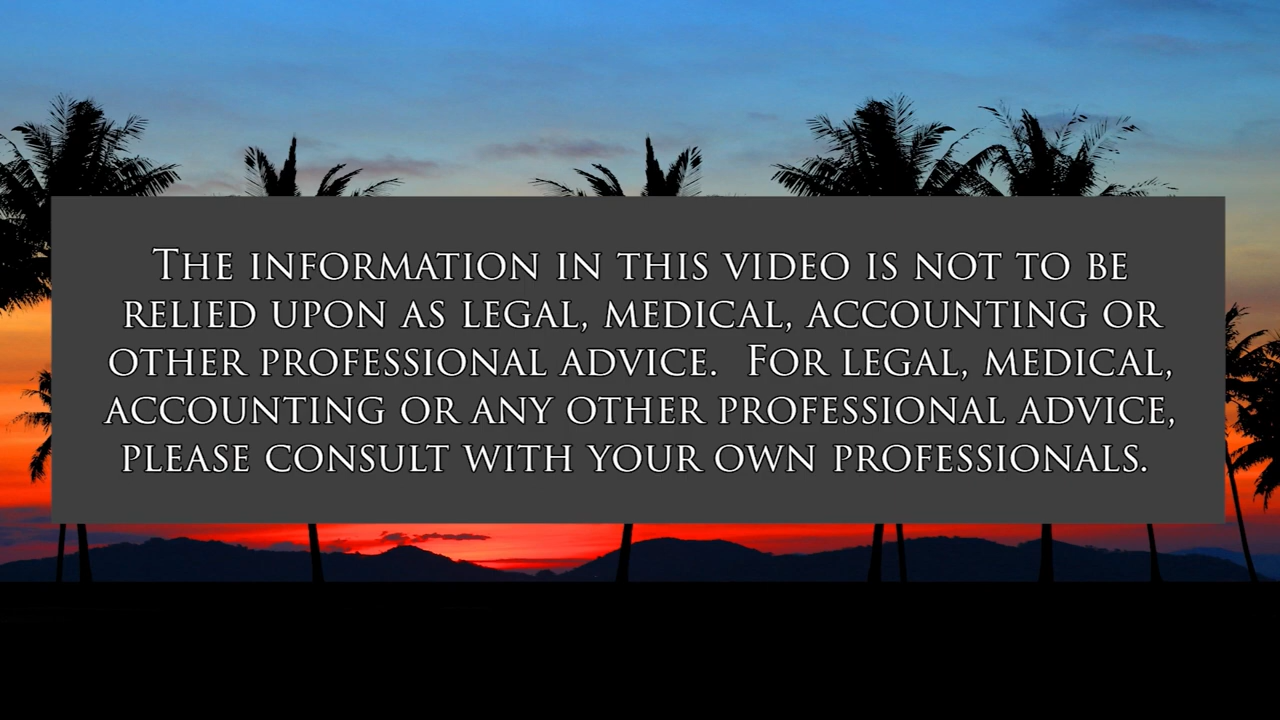 The information in this video is not to be
relied upon as legal, medical, accounting or
other professional advice.  For legal, medical,
accounting or any other professional advice,
please consult with your own professionals.